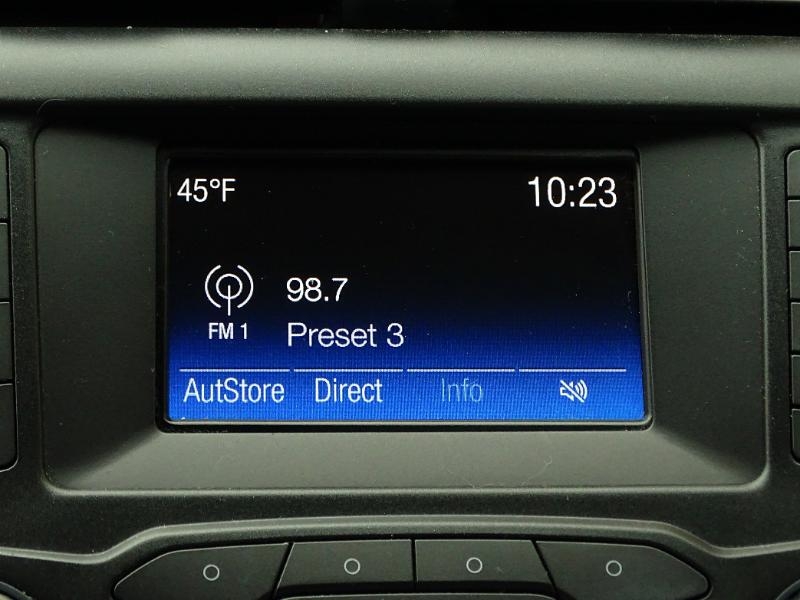 45°F 10:23
98.7
FM 1 Preset 3
AutStore Direct Info